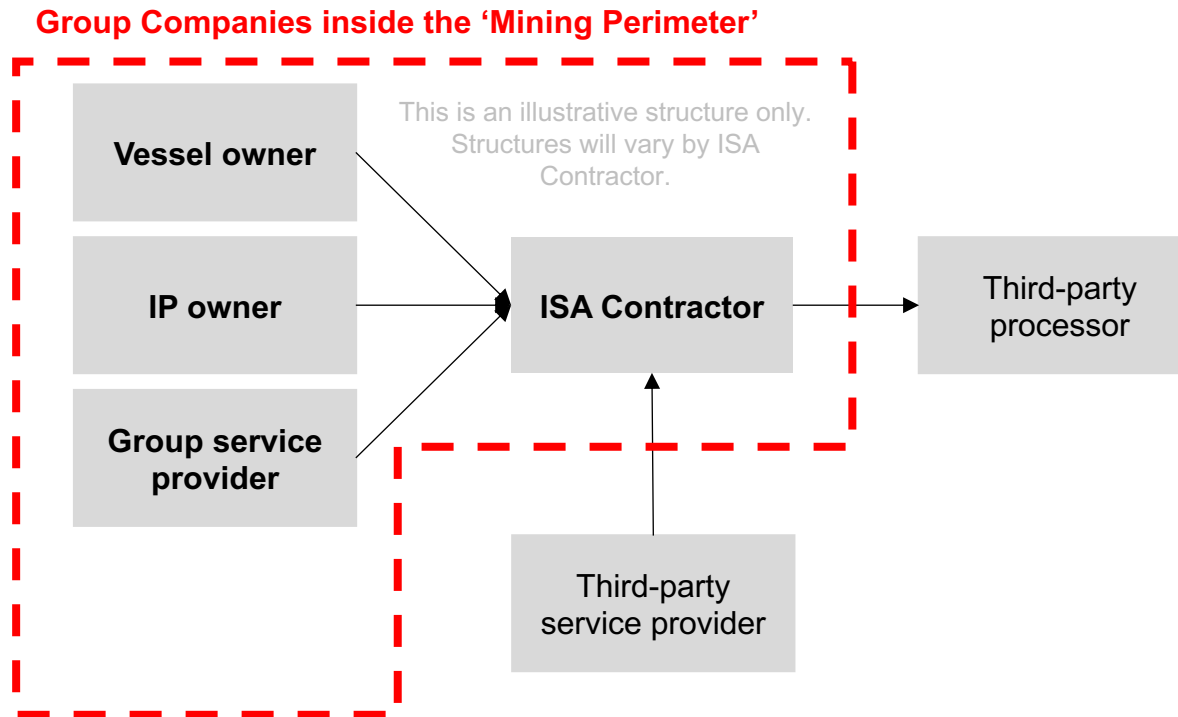 Group Companies inside the ‘Mining Perimeter’
This is an illustrative structure only.
Structures will vary by ISA
Contractor.
Vessel owner
IP owner
ISA Contractor
Third-party
processor
Group service
provider
Third-party
service provider